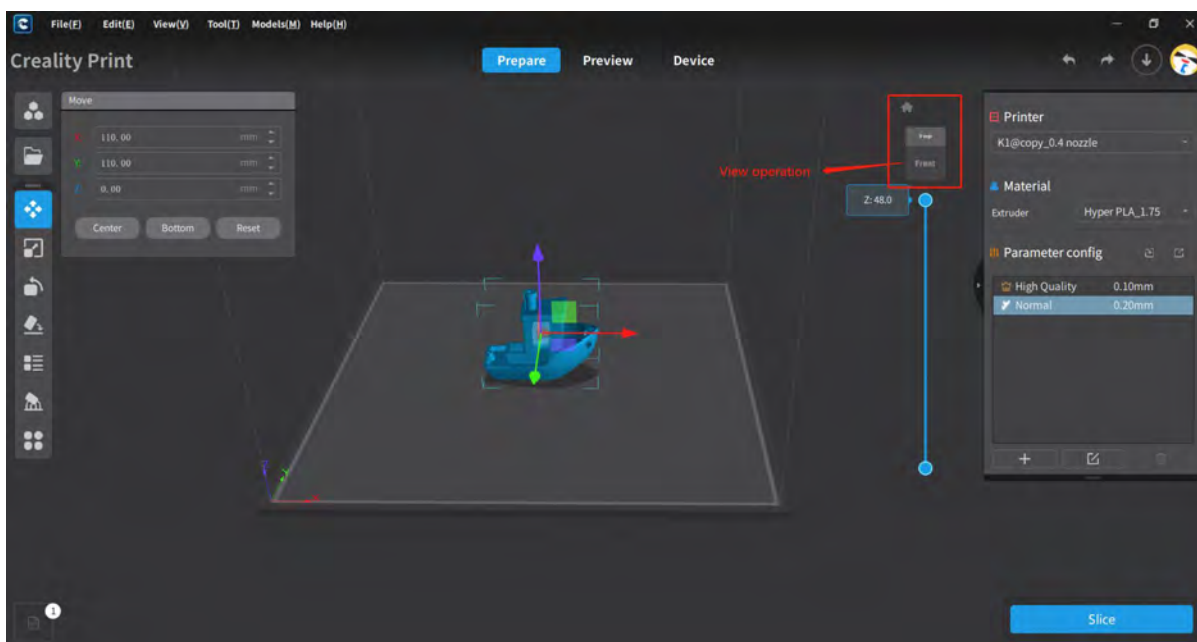 File(F) Edit(E) View(V) Tool(T) Models(M) Help(H)
Creality Print
Prepare Preview Device
Move
X: 110.00 mm
Y: 110.00 mm
Z: 0.00 mm
Center Bottom Reset
View operation
Top
Front
Z: 48.0
Printer
K1@copy_0.4 nozzle
Material
Extruder Hyper PLA_1.75
Parameter config
High Quality 0.10mm
Normal 0.20mm
1
Slice